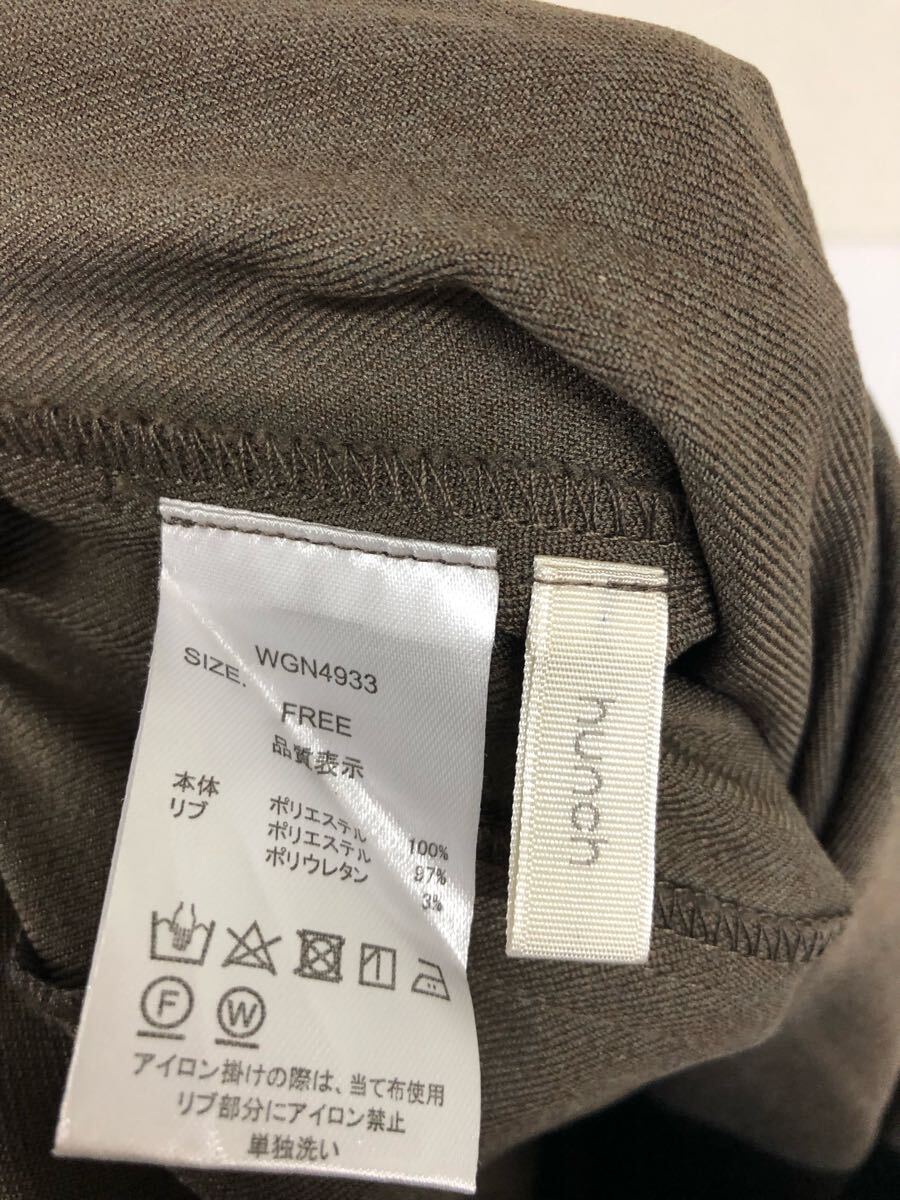 WGN4933
SIZE.
FREE
品質表示
本体 ポリエステル 100%
リブ ポリエステル 97%
ポリウレタン 3%
F W
アイロン掛けの際は、当て布使用
リブ部分にアイロン禁止
単独洗い
hunch